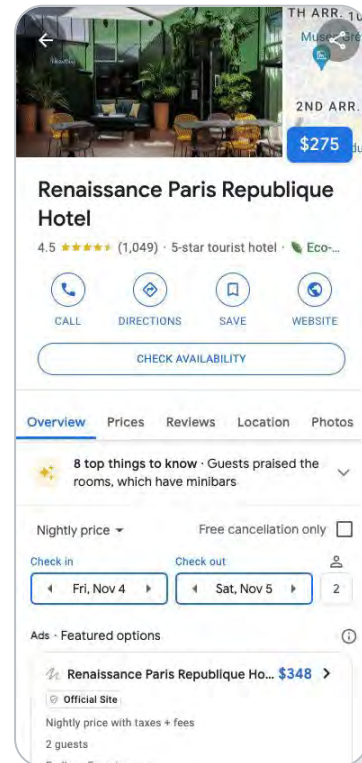 TH ARR.
2ND ARR.
$275
Renaissance Paris Republique
Hotel
4.5 ★★★★★ (1,049) · 5-star tourist hotel · Eco-...
CALL DIRECTIONS SAVE WEBSITE
CHECK AVAILABILITY
Overview Prices Reviews Location Photos
8 top things to know · Guests praised the
rooms, which have minibars
Nightly price Free cancellation only
Check in Check out
Fri, Nov 4 Sat, Nov 5 2
Ads · Featured options
Renaissance Paris Republique Ho... $348
Official Site
Nightly price with taxes + fees
2 guests